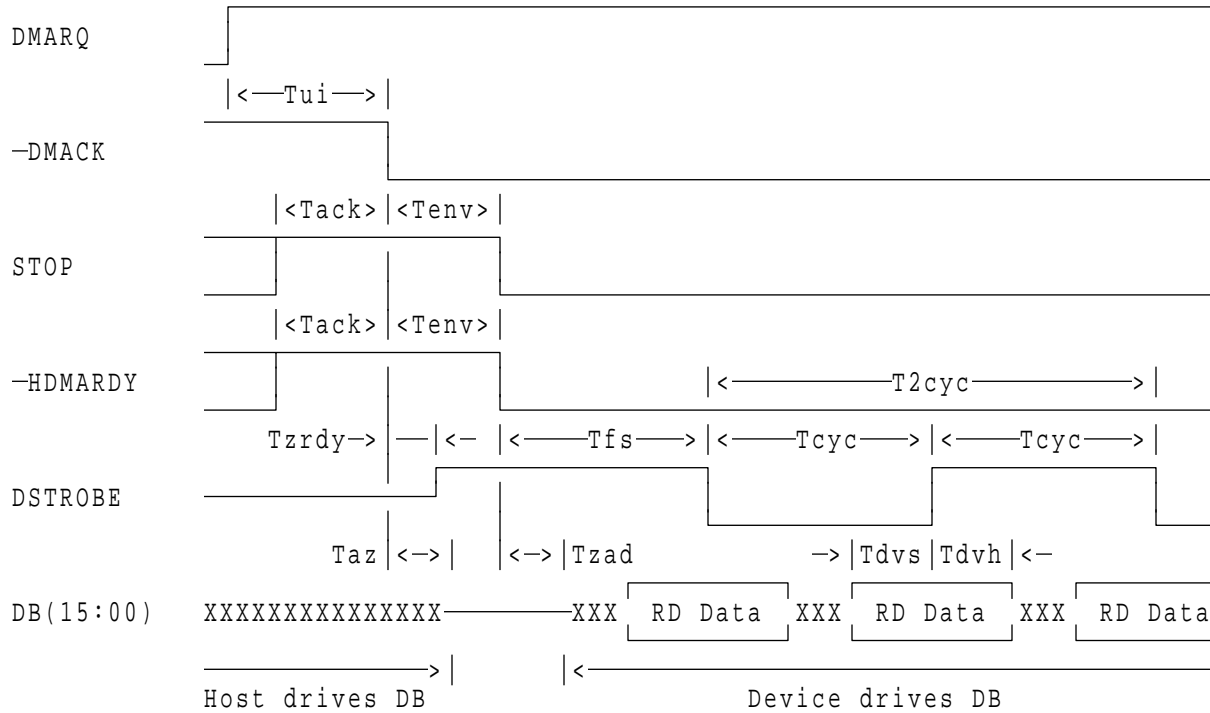 DMARQ
|<—Tui—>|
—DMACK
|<Tack>|<Tenv>|
STOP
|<Tack>|<Tenv>|
—HDMARDY |<———T2cyc———>|
Tzrdy—>|—|<— |<——Tfs——>|<——Tcyc——>|<——Tcyc——>|
DSTROBE
Taz|<—>| |<—>|Tzad —>|Tdvs|Tdvh|<—
DB(15:00) XXXXXXXXXXXXXXX————XXX RD Data XXX RD Data XXX RD Data
————>| |<————
Host drives DB Device drives DB